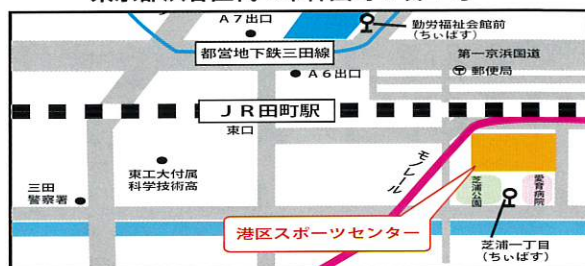 A7出口
勤労福祉会館前
(ちぃばす)
都営地下鉄三田線
第一京浜国道
A6出口
郵便局
JR田町駅
東口
モノレール
東工大付属
科学技術高
三田
警察署
芝浦公園
愛育病院
港区スポーツセンター
芝浦一丁目
(ちぃばす)